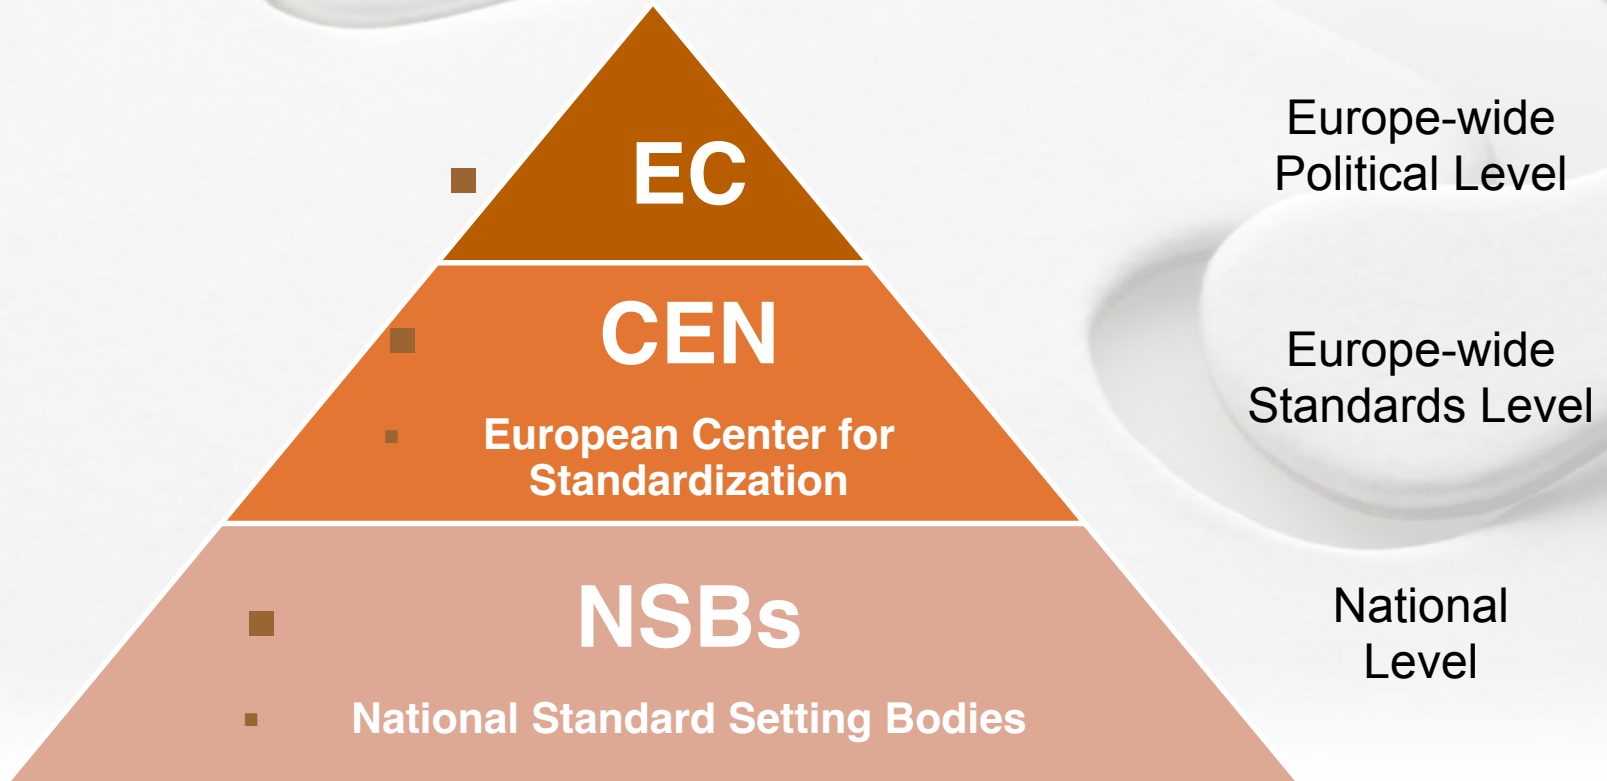 EC
Europe-wide
Political Level
CEN
European Center for
Standardization
Europe-wide
Standards Level
NSBs
National Standard Setting Bodies
National
Level